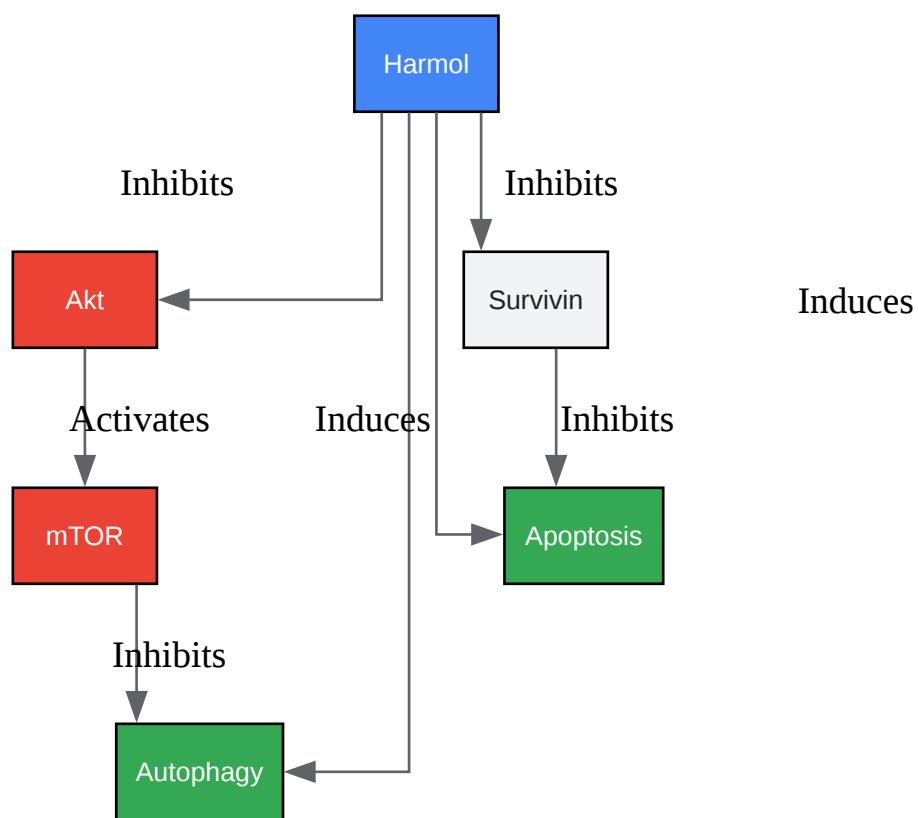 Harmol
Inhibits
Inhibits
Akt
Survivin
Induces
Activates
Induces
Inhibits
mTOR
Apoptosis
Inhibits
Autophagy